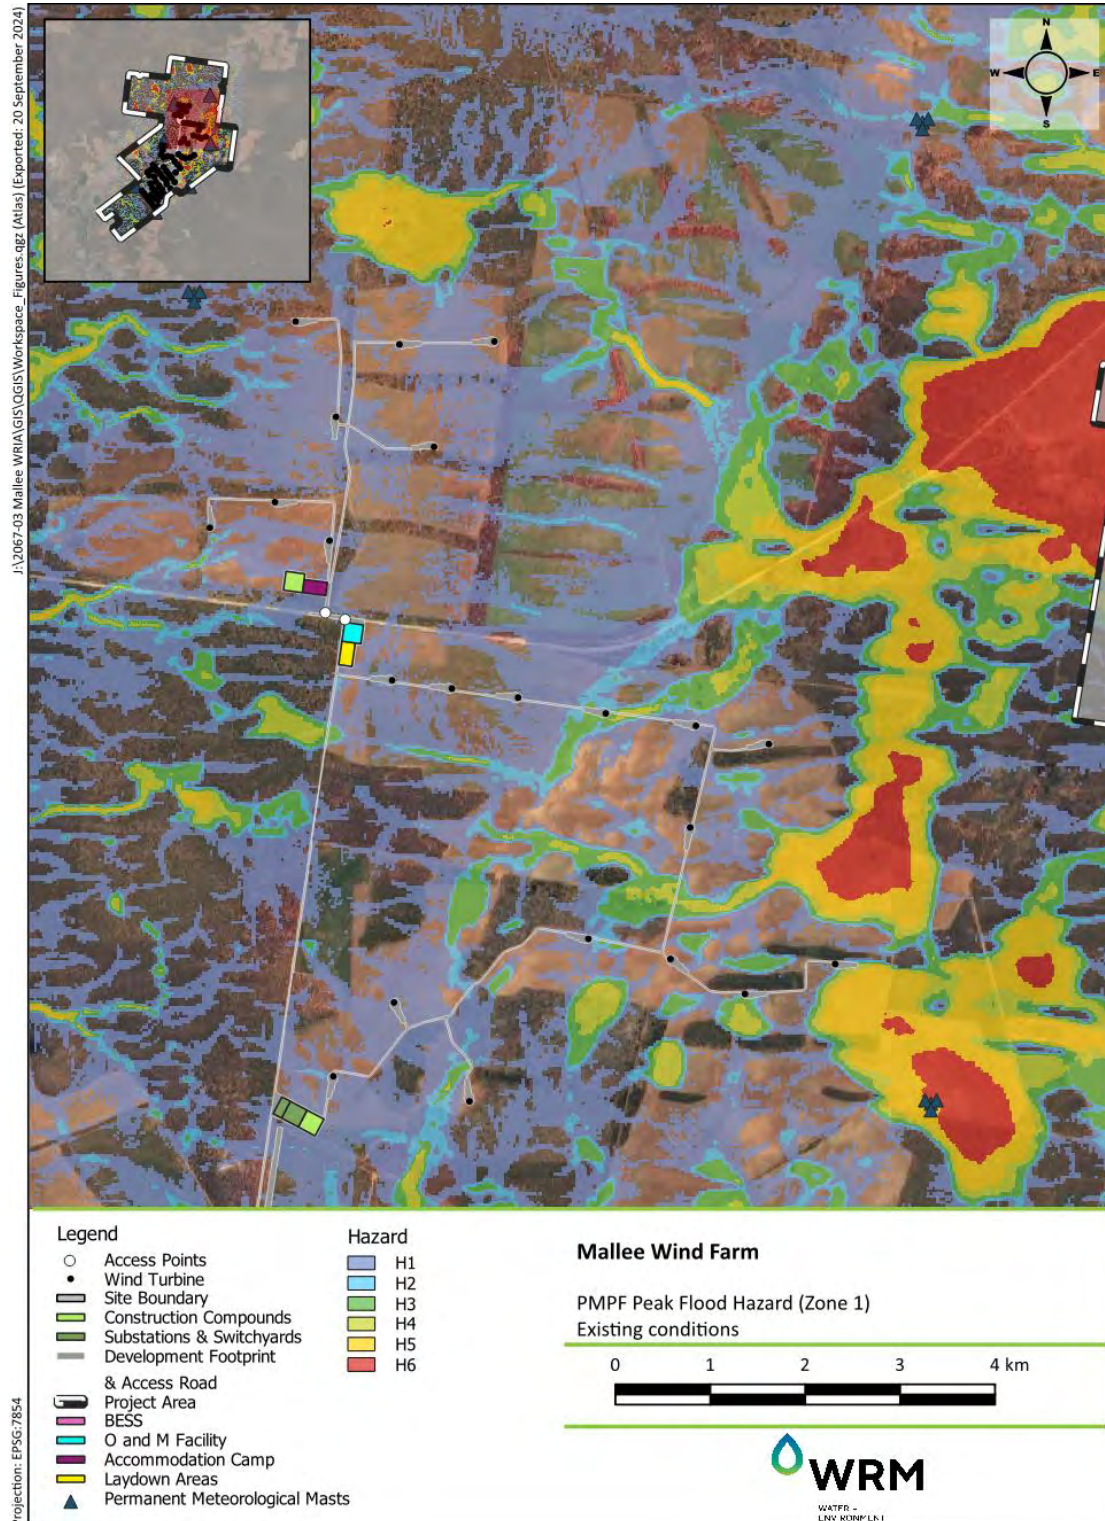 J:\2067-03 Mallee WRIA\GIS\QGIS\Workspace_Figures.qgz (Atlas) (Exported: 20 September 2024)
N
W
E
S
Legend
Access Points
Wind Turbine
Site Boundary
Construction Compounds
Substations & Switchyards
Development Footprint
& Access Road
Project Area
BESS
O and M Facility
Accommodation Camp
Laydown Areas
Permanent Meteorological Masts
Hazard
H1
H2
H3
H4
H5
H6
Mallee Wind Farm
PMPF Peak Flood Hazard (Zone 1)
Existing conditions
0 1 2 3 4 km
Projection: EPSG:7854
WRM
WATER +
ENVIRONMENT